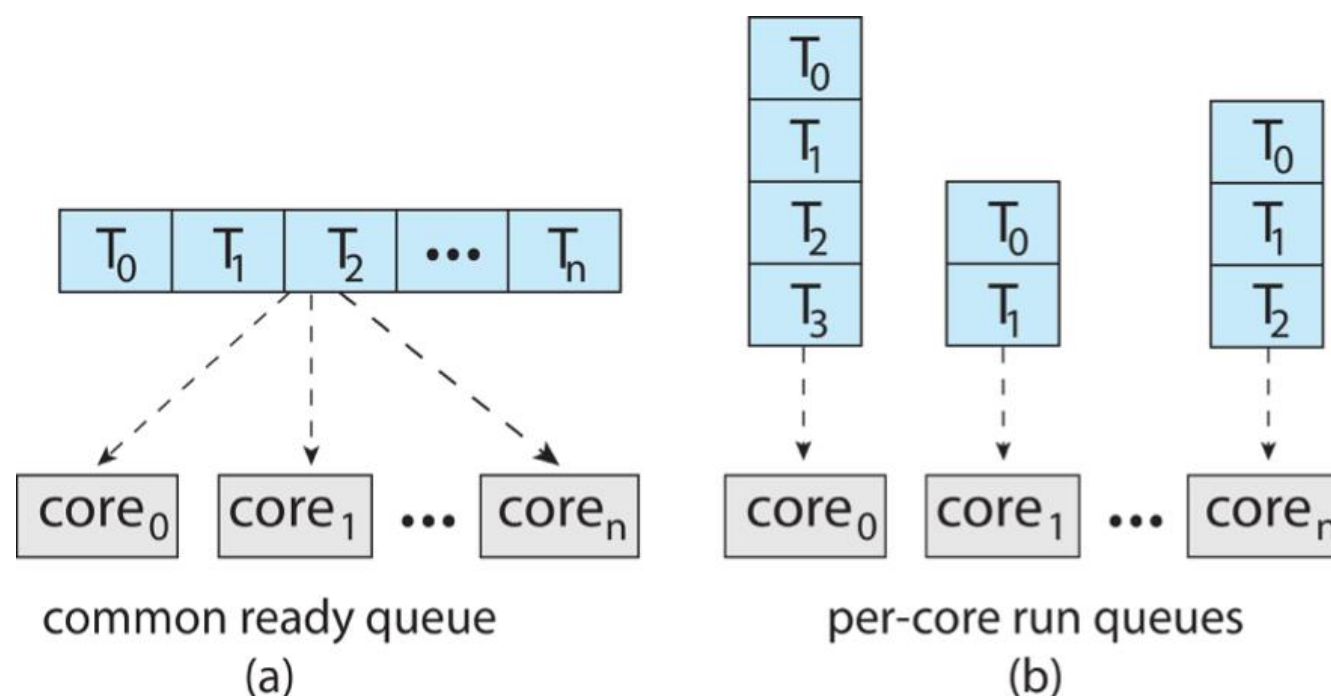 T0 T1 T2 ••• Tn
core0 core1 ••• coren
common ready queue
(a)
T0
T1
T2
T3
T0
T1
T0
T1
T2
core0 core1 ••• coren
per-core run queues
(b)